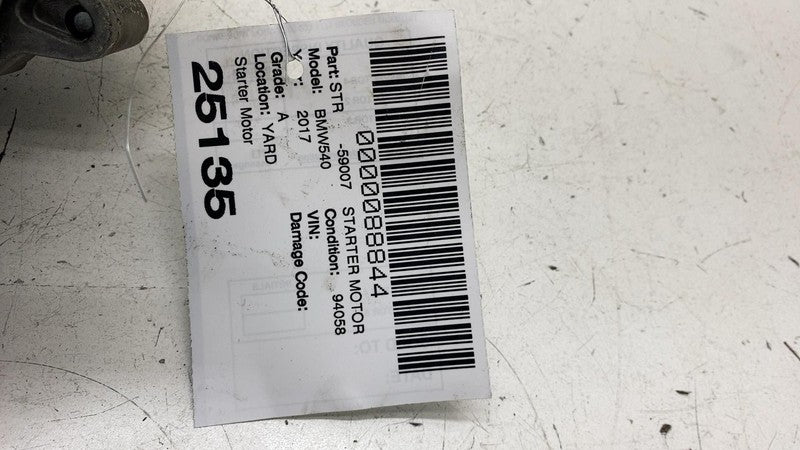 0000088844
Part: STR -59007 STARTER MOTOR
Model: BMW540 Condition: 94058
2017 VIN:
Grade: A Damage Code:
Location: YARD
Starter Motor
25135